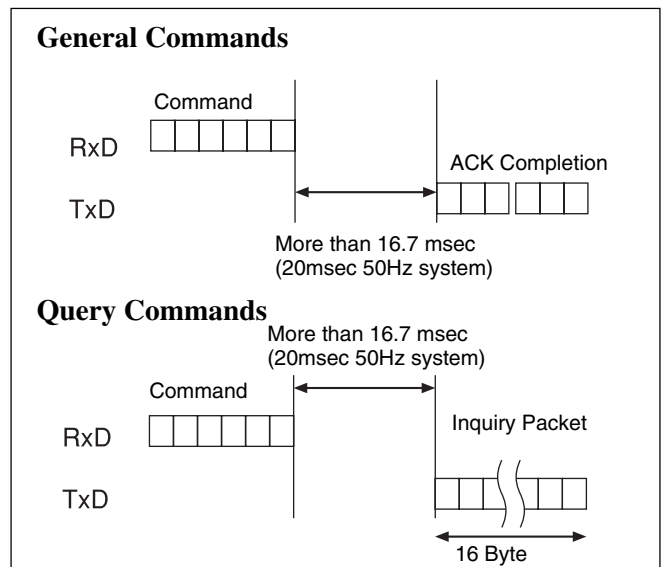 General Commands
Command
RxD
ACK Completion
TxD
More than 16.7 msec
(20msec 50Hz system)
Query Commands
More than 16.7 msec
(20msec 50Hz system)
Command
Inquiry Packet
RxD
TxD
16 Byte